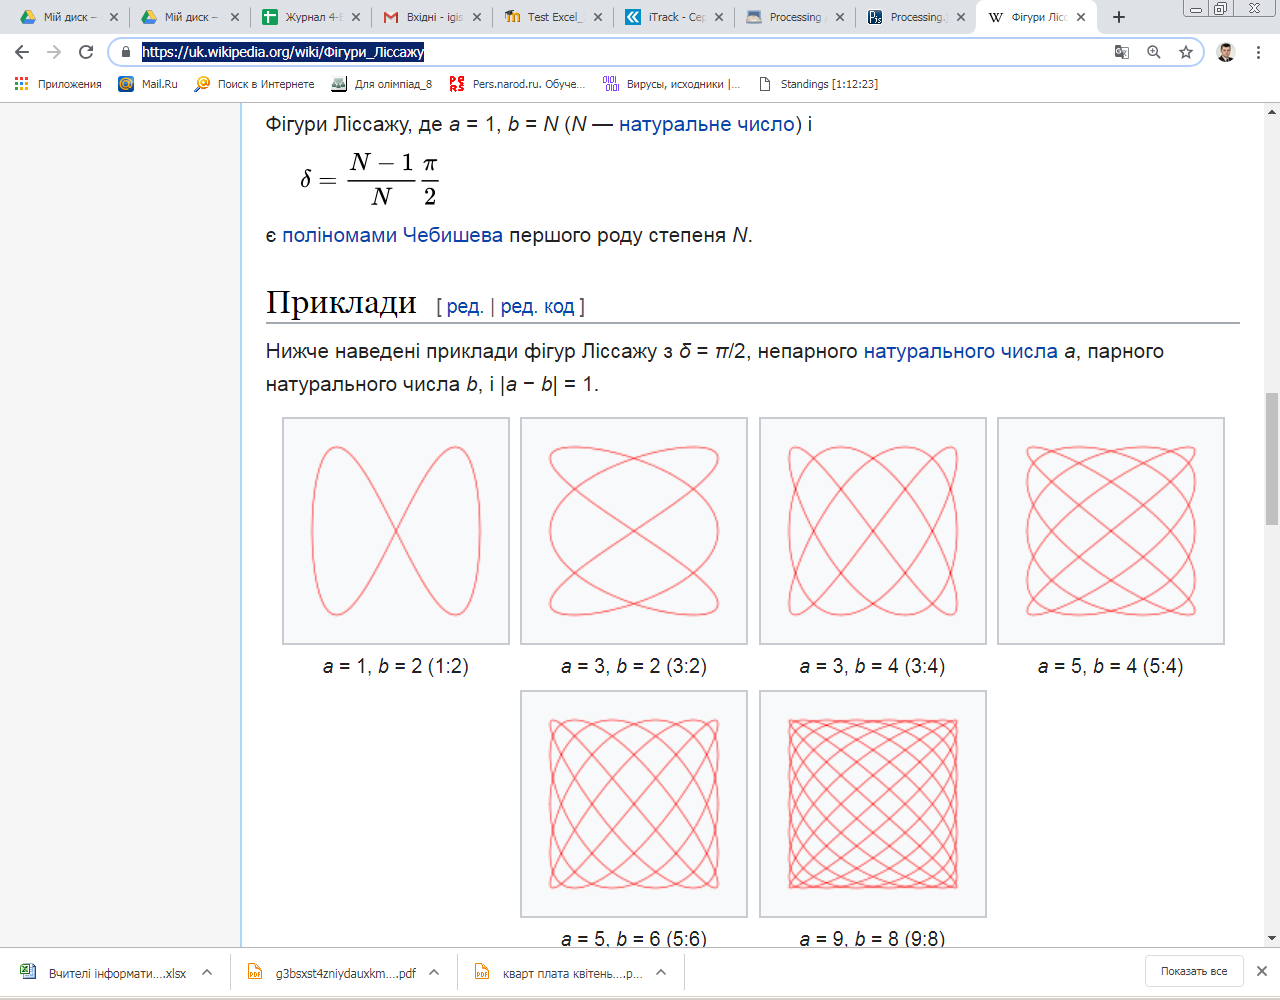 Мій диск –
Мій диск –
Журнал 4-Б
Вхідні - igis
Test Excel_
iTrack - Сер
Processing
Processing.
Фігури Ліс
https://uk.wikipedia.org/wiki/Фігури_Ліссажу
Приложения
Mail.Ru
Поиск в Интернете
Для олімпіад_8
Pers.narod.ru. Обуче...
Вирусы, исходники |...
Standings [1:12:23]
Фігури Ліссажу, де a = 1, b = N (N — натуральне число) і
δ = (N − 1)/N π/2
є поліномами Чебишева першого роду степеня N.
Приклади [ ред. | ред. код ]
Нижче наведені приклади фігур Ліссажу з δ = π/2, непарного натурального числа a, парного
натурального числа b, і |a − b| = 1.
a = 1, b = 2 (1:2)
a = 3, b = 2 (3:2)
a = 3, b = 4 (3:4)
a = 5, b = 4 (5:4)
a = 5, b = 6 (5:6)
a = 9, b = 8 (9:8)
Вчителі інформати....xlsx
g3bsxst4zniydauxkm....pdf
кварт плата квітень....p...
Показать все